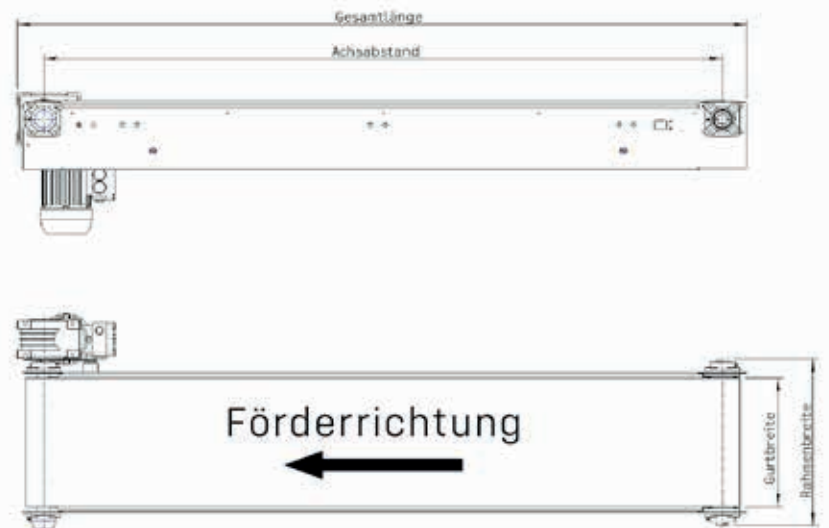 Gesamtlänge
Achsabstand
Förderrichtung
Gurtbreite
Rahmenbreite